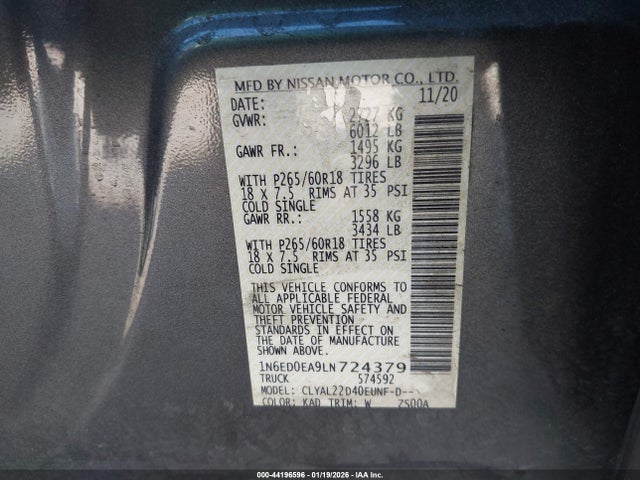 MFD BY NISSAN MOTOR CO., LTD.
DATE: 11/20
GVWR: KG
6012 LB
GAWR FR.: 1495 KG
3296 LB
WITH P265/60R18 TIRES
18 X 7.5 RIMS AT 35 PSI
COLD SINGLE
GAWR RR.: 1558 KG
3434 LB
WITH P265/60R18 TIRES
18 X 7.5 RIMS AT 35 PSI
COLD SINGLE
THIS VEHICLE CONFORMS TO
ALL APPLICABLE FEDERAL
MOTOR VEHICLE SAFETY AND
THEFT PREVENTION
STANDARDS IN EFFECT ON
THE DATE OF MANUFACTURE
SHOWN ABOVE.
1N6ED0EA9LN724379
TRUCK 574592
MODEL: CLYAL22D40EUNF-D--
COLOR: KAD TRIM: W ZS00A
000-44196596 - 01/19/2026 - IAA Inc.